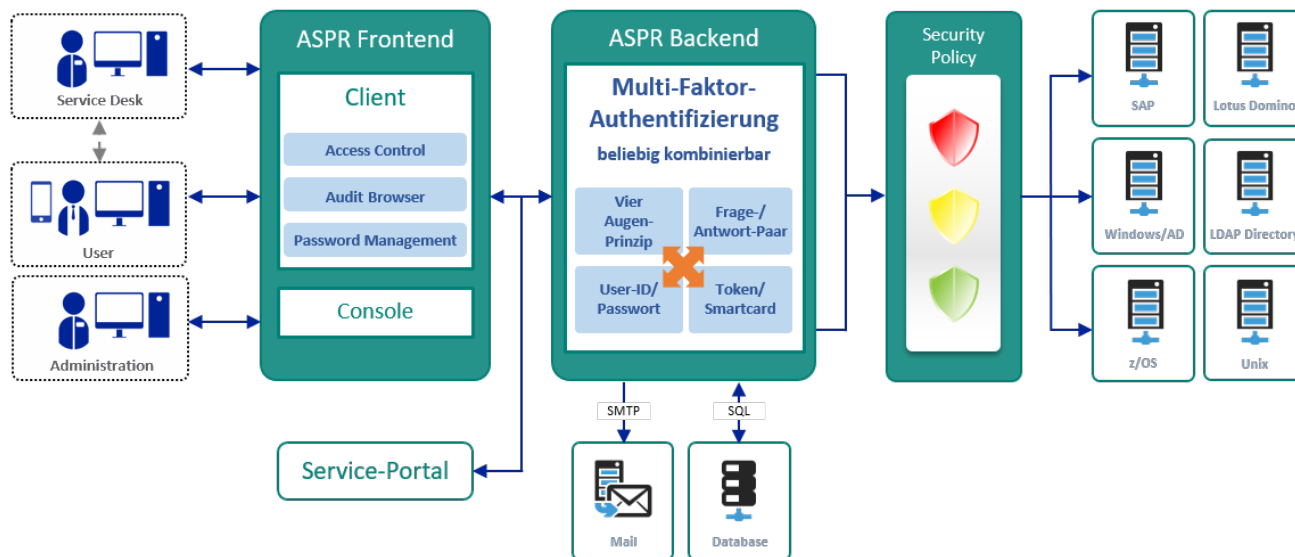 Service Desk
User
Administration
ASPR Frontend
Client
Access Control
Audit Browser
Password Management
Console
Service-Portal
ASPR Backend
Multi-Faktor-
Authentifizierung
beliebig kombinierbar
Vier
Augen-
Prinzip
Frage-/
Antwort-Paar
User-ID/
Passwort
Token/
Smartcard
SMTP
SQL
Mail
Database
Security
Policy
SAP
Lotus Domino
Windows/AD
LDAP Directory
z/OS
Unix